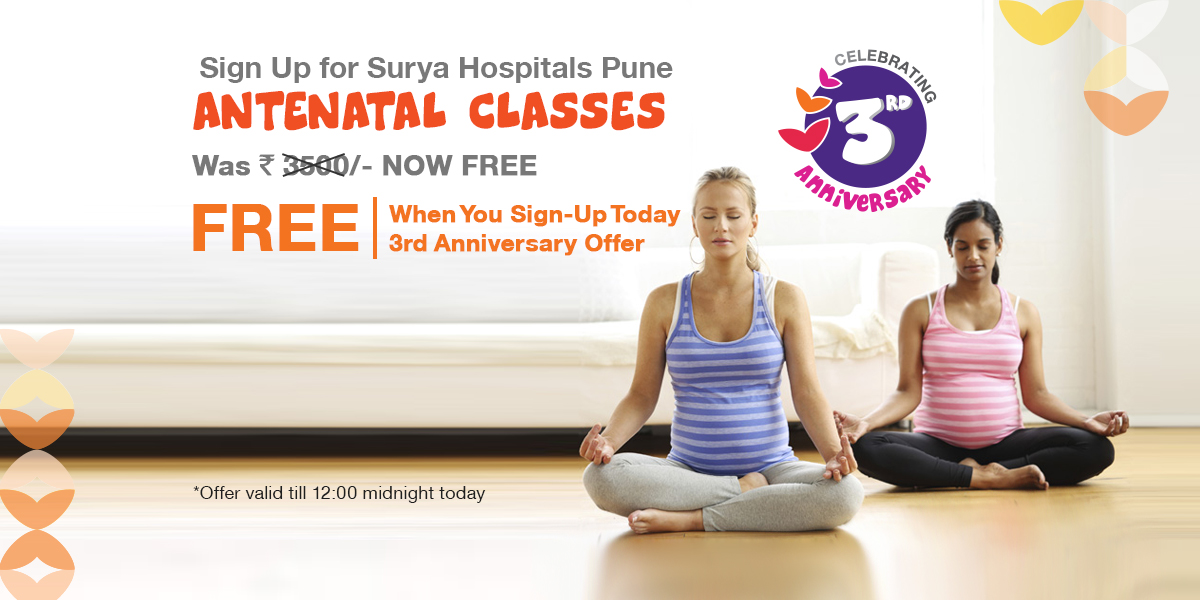 Sign Up for Surya Hospitals Pune
ANTENATAL CLASSES
Was ₹ 3500/- NOW FREE
FREE
When You Sign-Up Today
3rd Anniversary Offer
CELEBRATING
3RD
ANNiVERSARY
*Offer valid till 12:00 midnight today